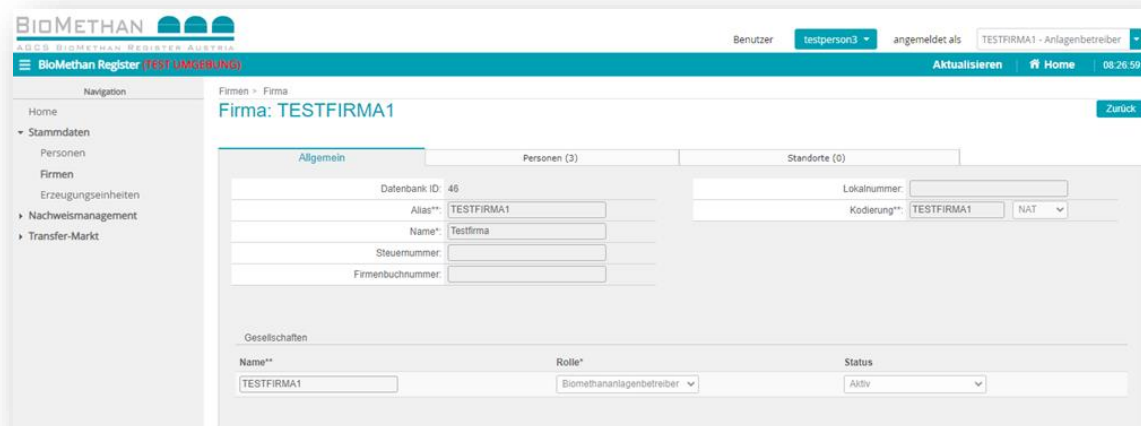 BIOMETHAN
AGCS BIOMETHAN REGISTER AUSTRIA
Benutzer testperson3 angemeldet als TESTFIRMA1 - Anlagenbetreiber
BioMethan Register (TEST UMGEBUNG) Aktualisieren Home 08:26:59
Navigation
Home
Stammdaten
Personen
Firmen
Erzeugungseinheiten
Nachweismanagement
Transfer-Markt
Firmen > Firma
Firma: TESTFIRMA1 Zurück
Allgemein Personen (3) Standorte (0)
Datenbank ID: 46 Lokalnummer:
Alias**: TESTFIRMA1 Kodierung**: TESTFIRMA1 NAT
Name*: Testfirma
Steuernummer:
Firmenbuchnummer:
Gesellschaften
Name** Rolle* Status
TESTFIRMA1 Biomethananlagenbetreiber Aktiv